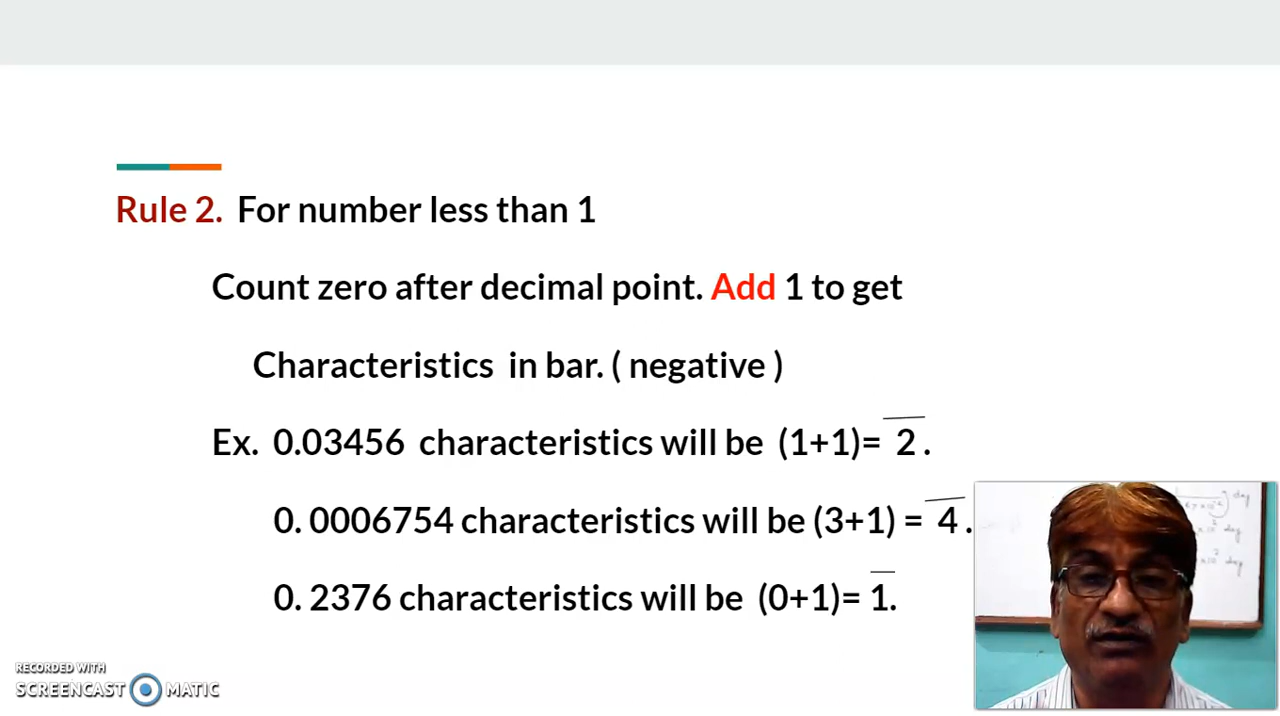 Rule 2. For number less than 1
Count zero after decimal point. Add 1 to get
Characteristics in bar. ( negative )
Ex. 0.03456 characteristics will be (1+1)= 2̅ .
0. 0006754 characteristics will be (3+1) = 4̅ .
0. 2376 characteristics will be (0+1)= 1̅.
RECORDED WITH
SCREENCAST MATIC